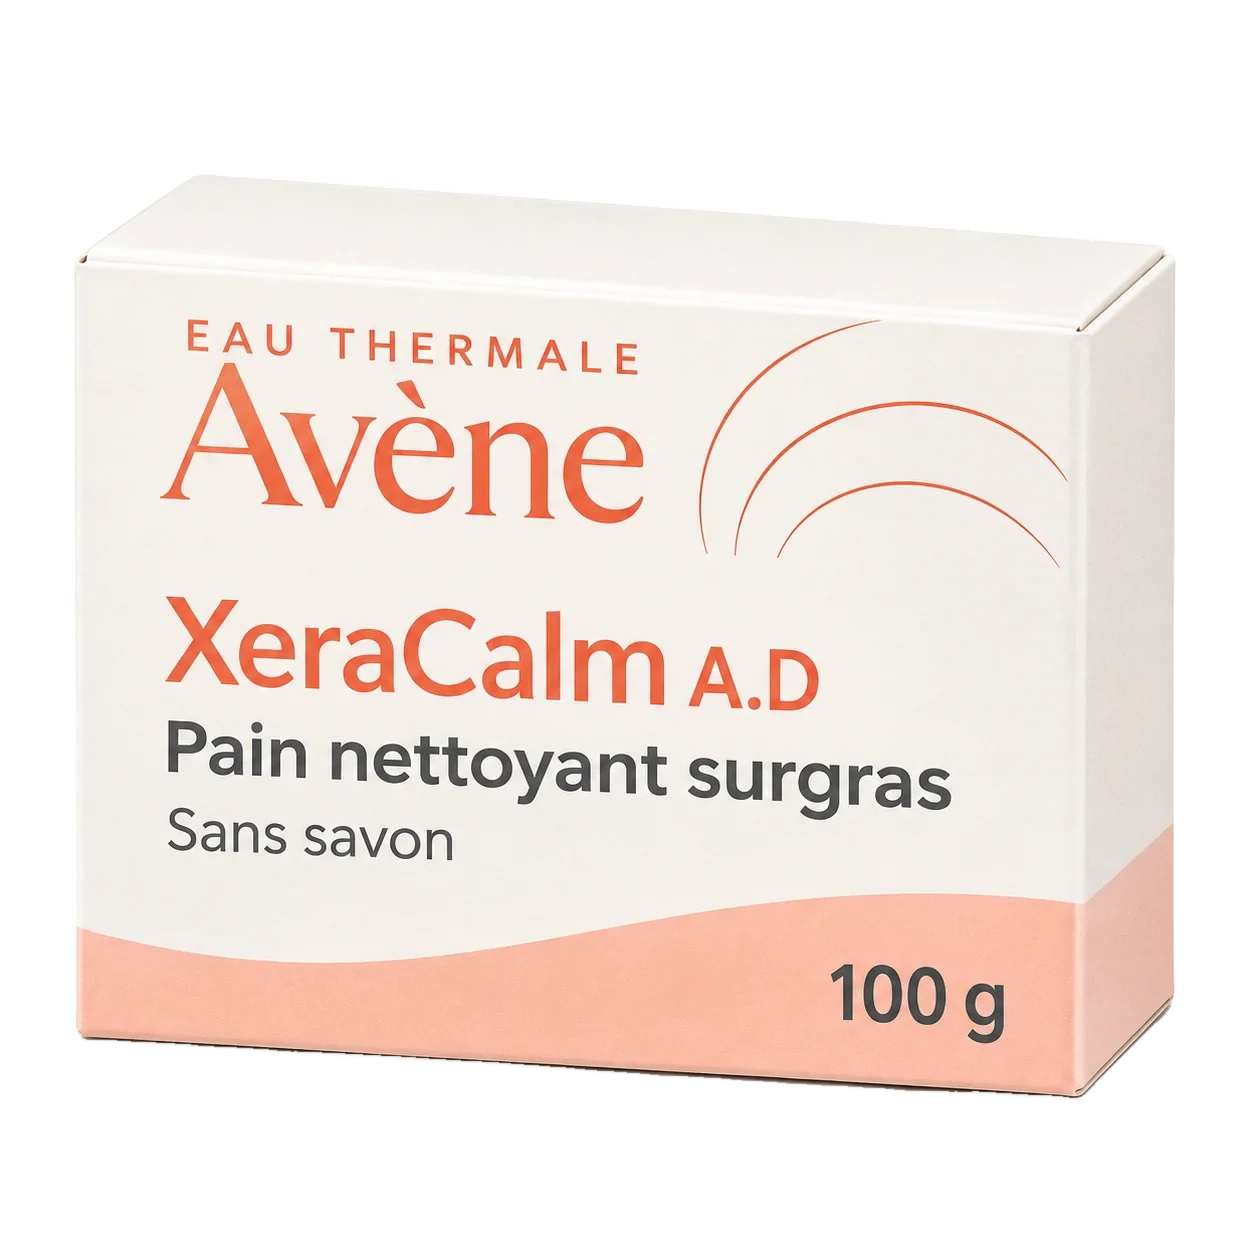 EAU THERMALE
Avène
XeraCalm A.D
Pain nettoyant surgras
Sans savon
100 g